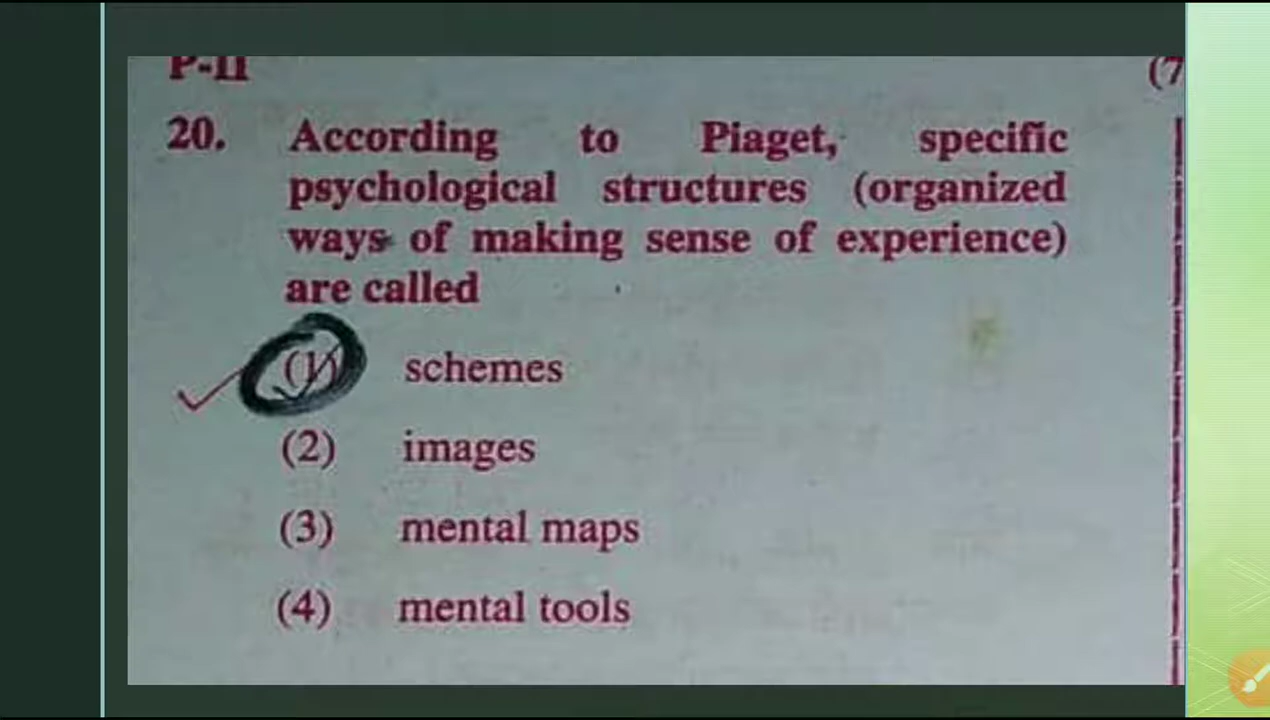 P-II (7
20. According to Piaget, specific
psychological structures (organized
ways of making sense of experience)
are called
(1) schemes
(2) images
(3) mental maps
(4) mental tools